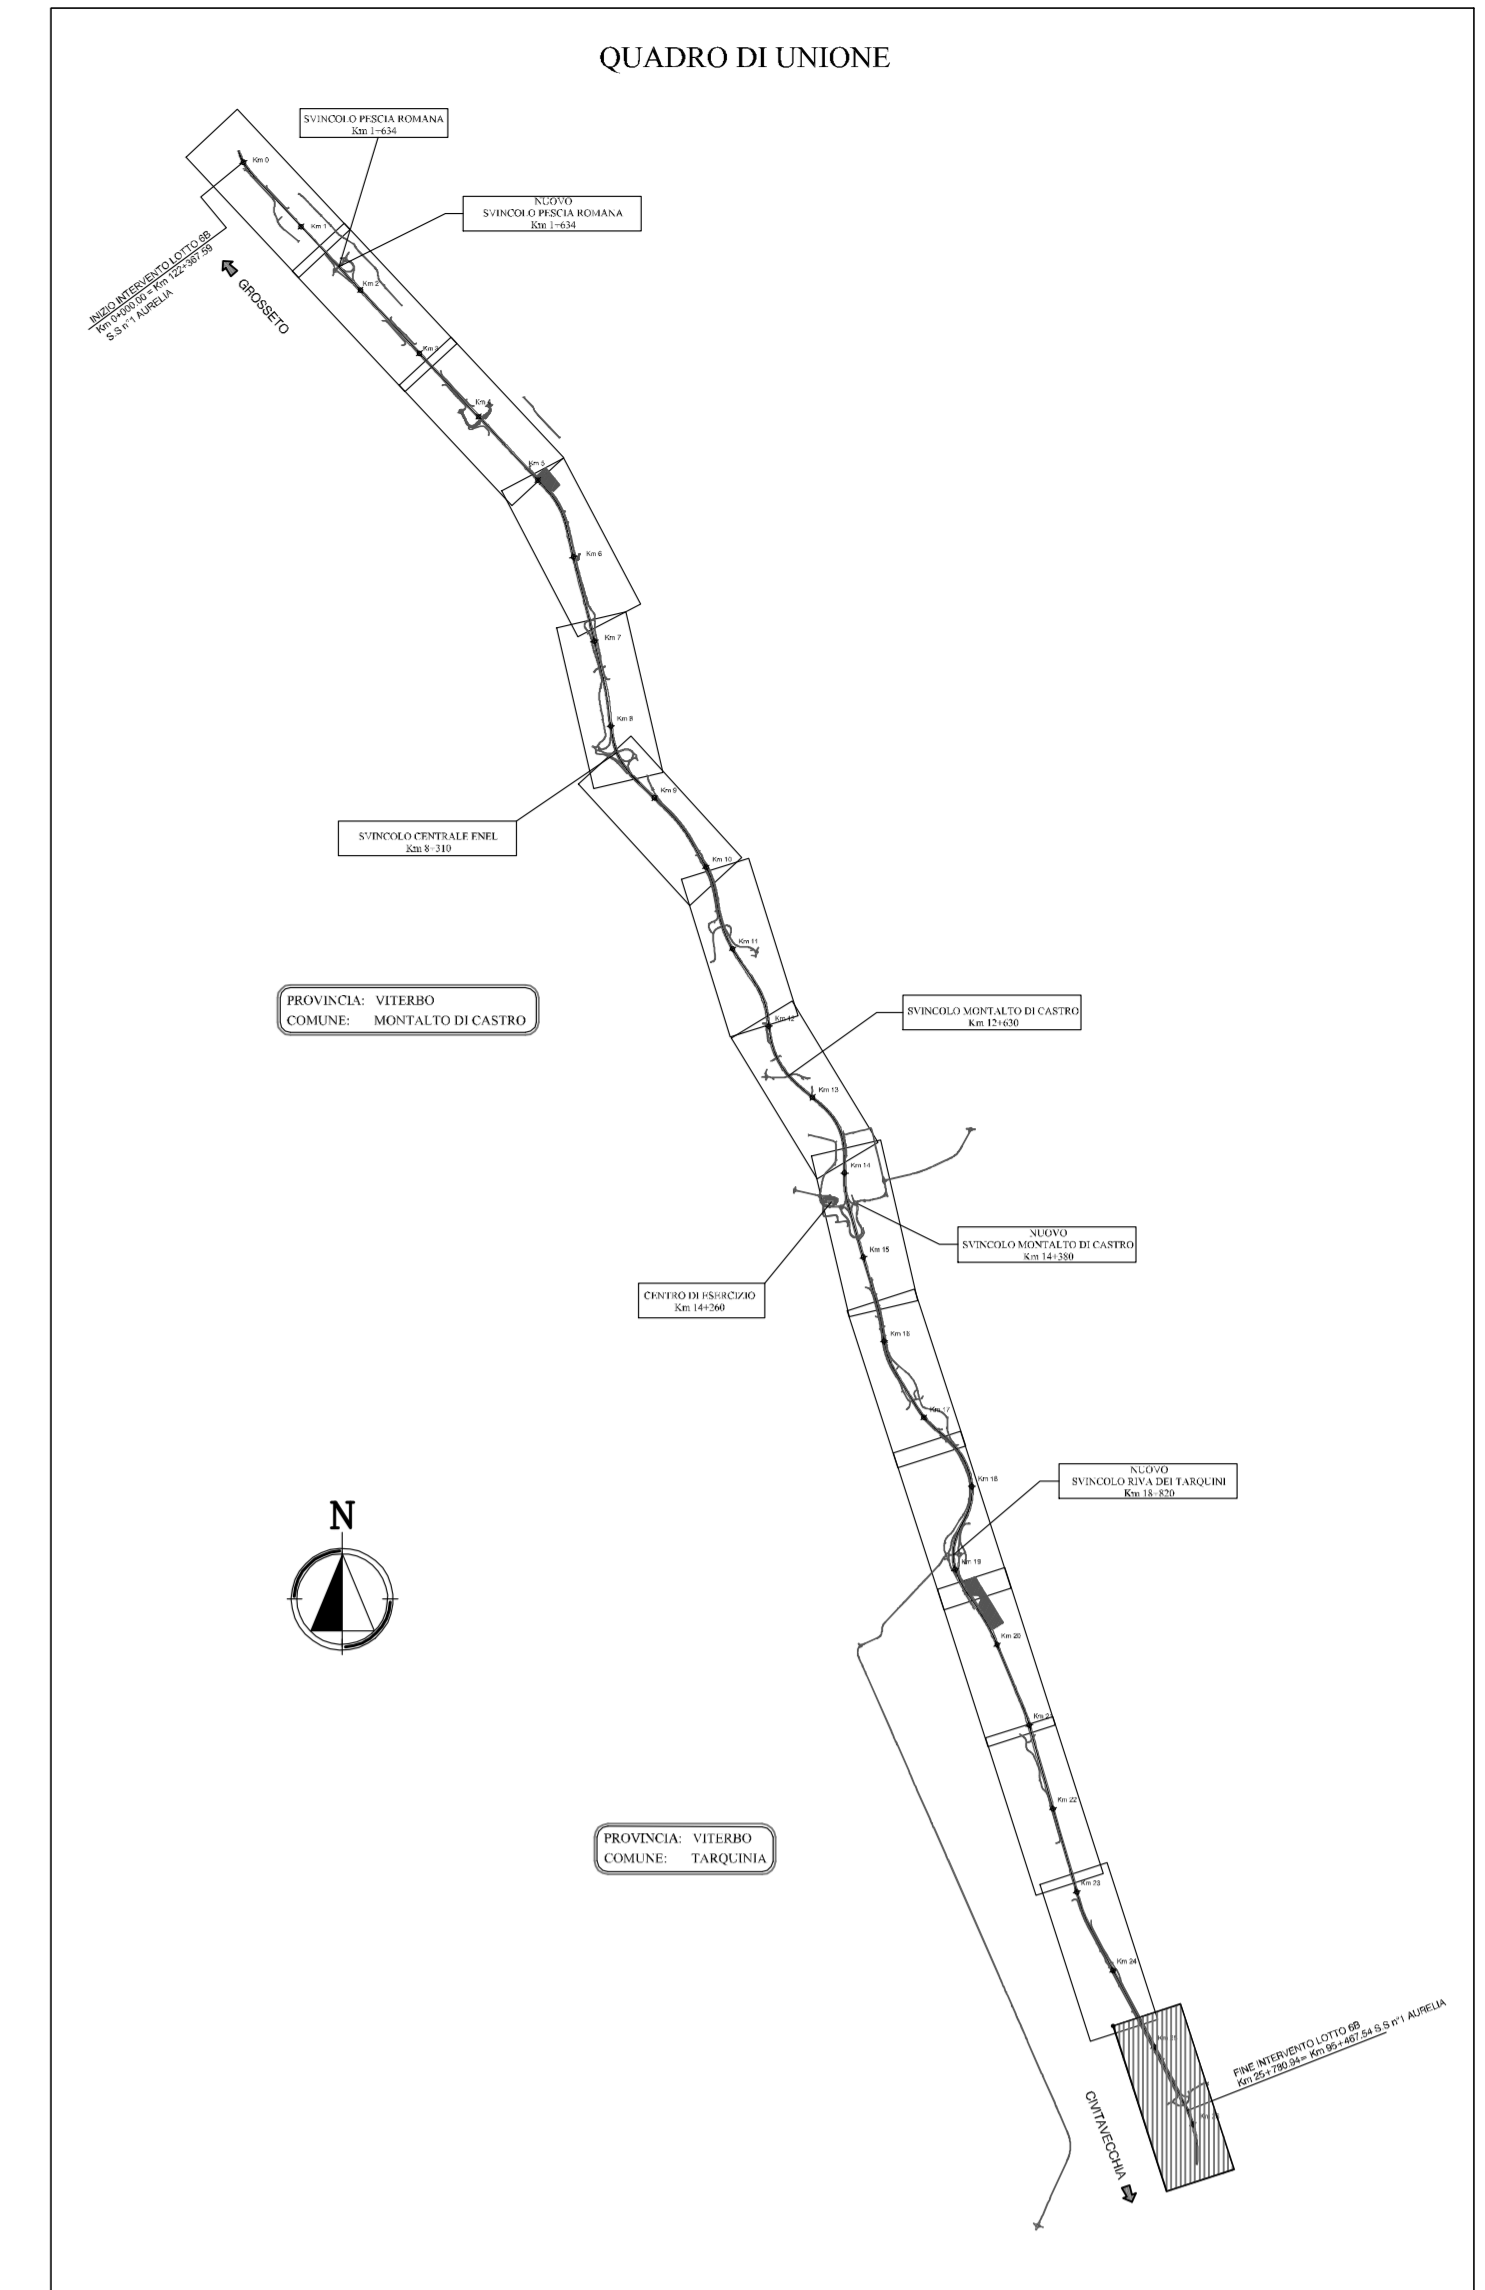 QUADRO DI UNIONE
SVINCOLO PESCIA ROMANA
Km 1+634
NUOVO
SVINCOLO PESCIA ROMANA
Km 1+634
Km 0
Km 1
INIZIO INTERVENTO LOTTO 6B
Km 0+000.00 = Km 122+367.59
S.S n°1 AURELIA
GROSSETO
Km 2
Km 3
Km 4
Km 5
Km 6
Km 7
Km 8
Km 9
SVINCOLO CENTRALE ENEL
Km 8+310
Km 10
Km 11
PROVINCIA: VITERBO
COMUNE: MONTALTO DI CASTRO
SVINCOLO MONTALTO DI CASTRO
Km 12+630
Km 12
Km 13
Km 14
NUOVO
SVINCOLO MONTALTO DI CASTRO
Km 14+380
Km 15
CENTRO DI ESERCIZIO
Km 14+260
Km 16
Km 17
NUOVO
SVINCOLO RIVA DEI TARQUINI
Km 18+820
Km 18
N
Km 19
Km 20
Km 21
Km 22
PROVINCIA: VITERBO
COMUNE: TARQUINIA
Km 23
Km 24
FINE INTERVENTO LOTTO 6B
Km 25+780.94= Km 95+467.54 S.S n°1 AURELIA
CIVITAVECCHIA